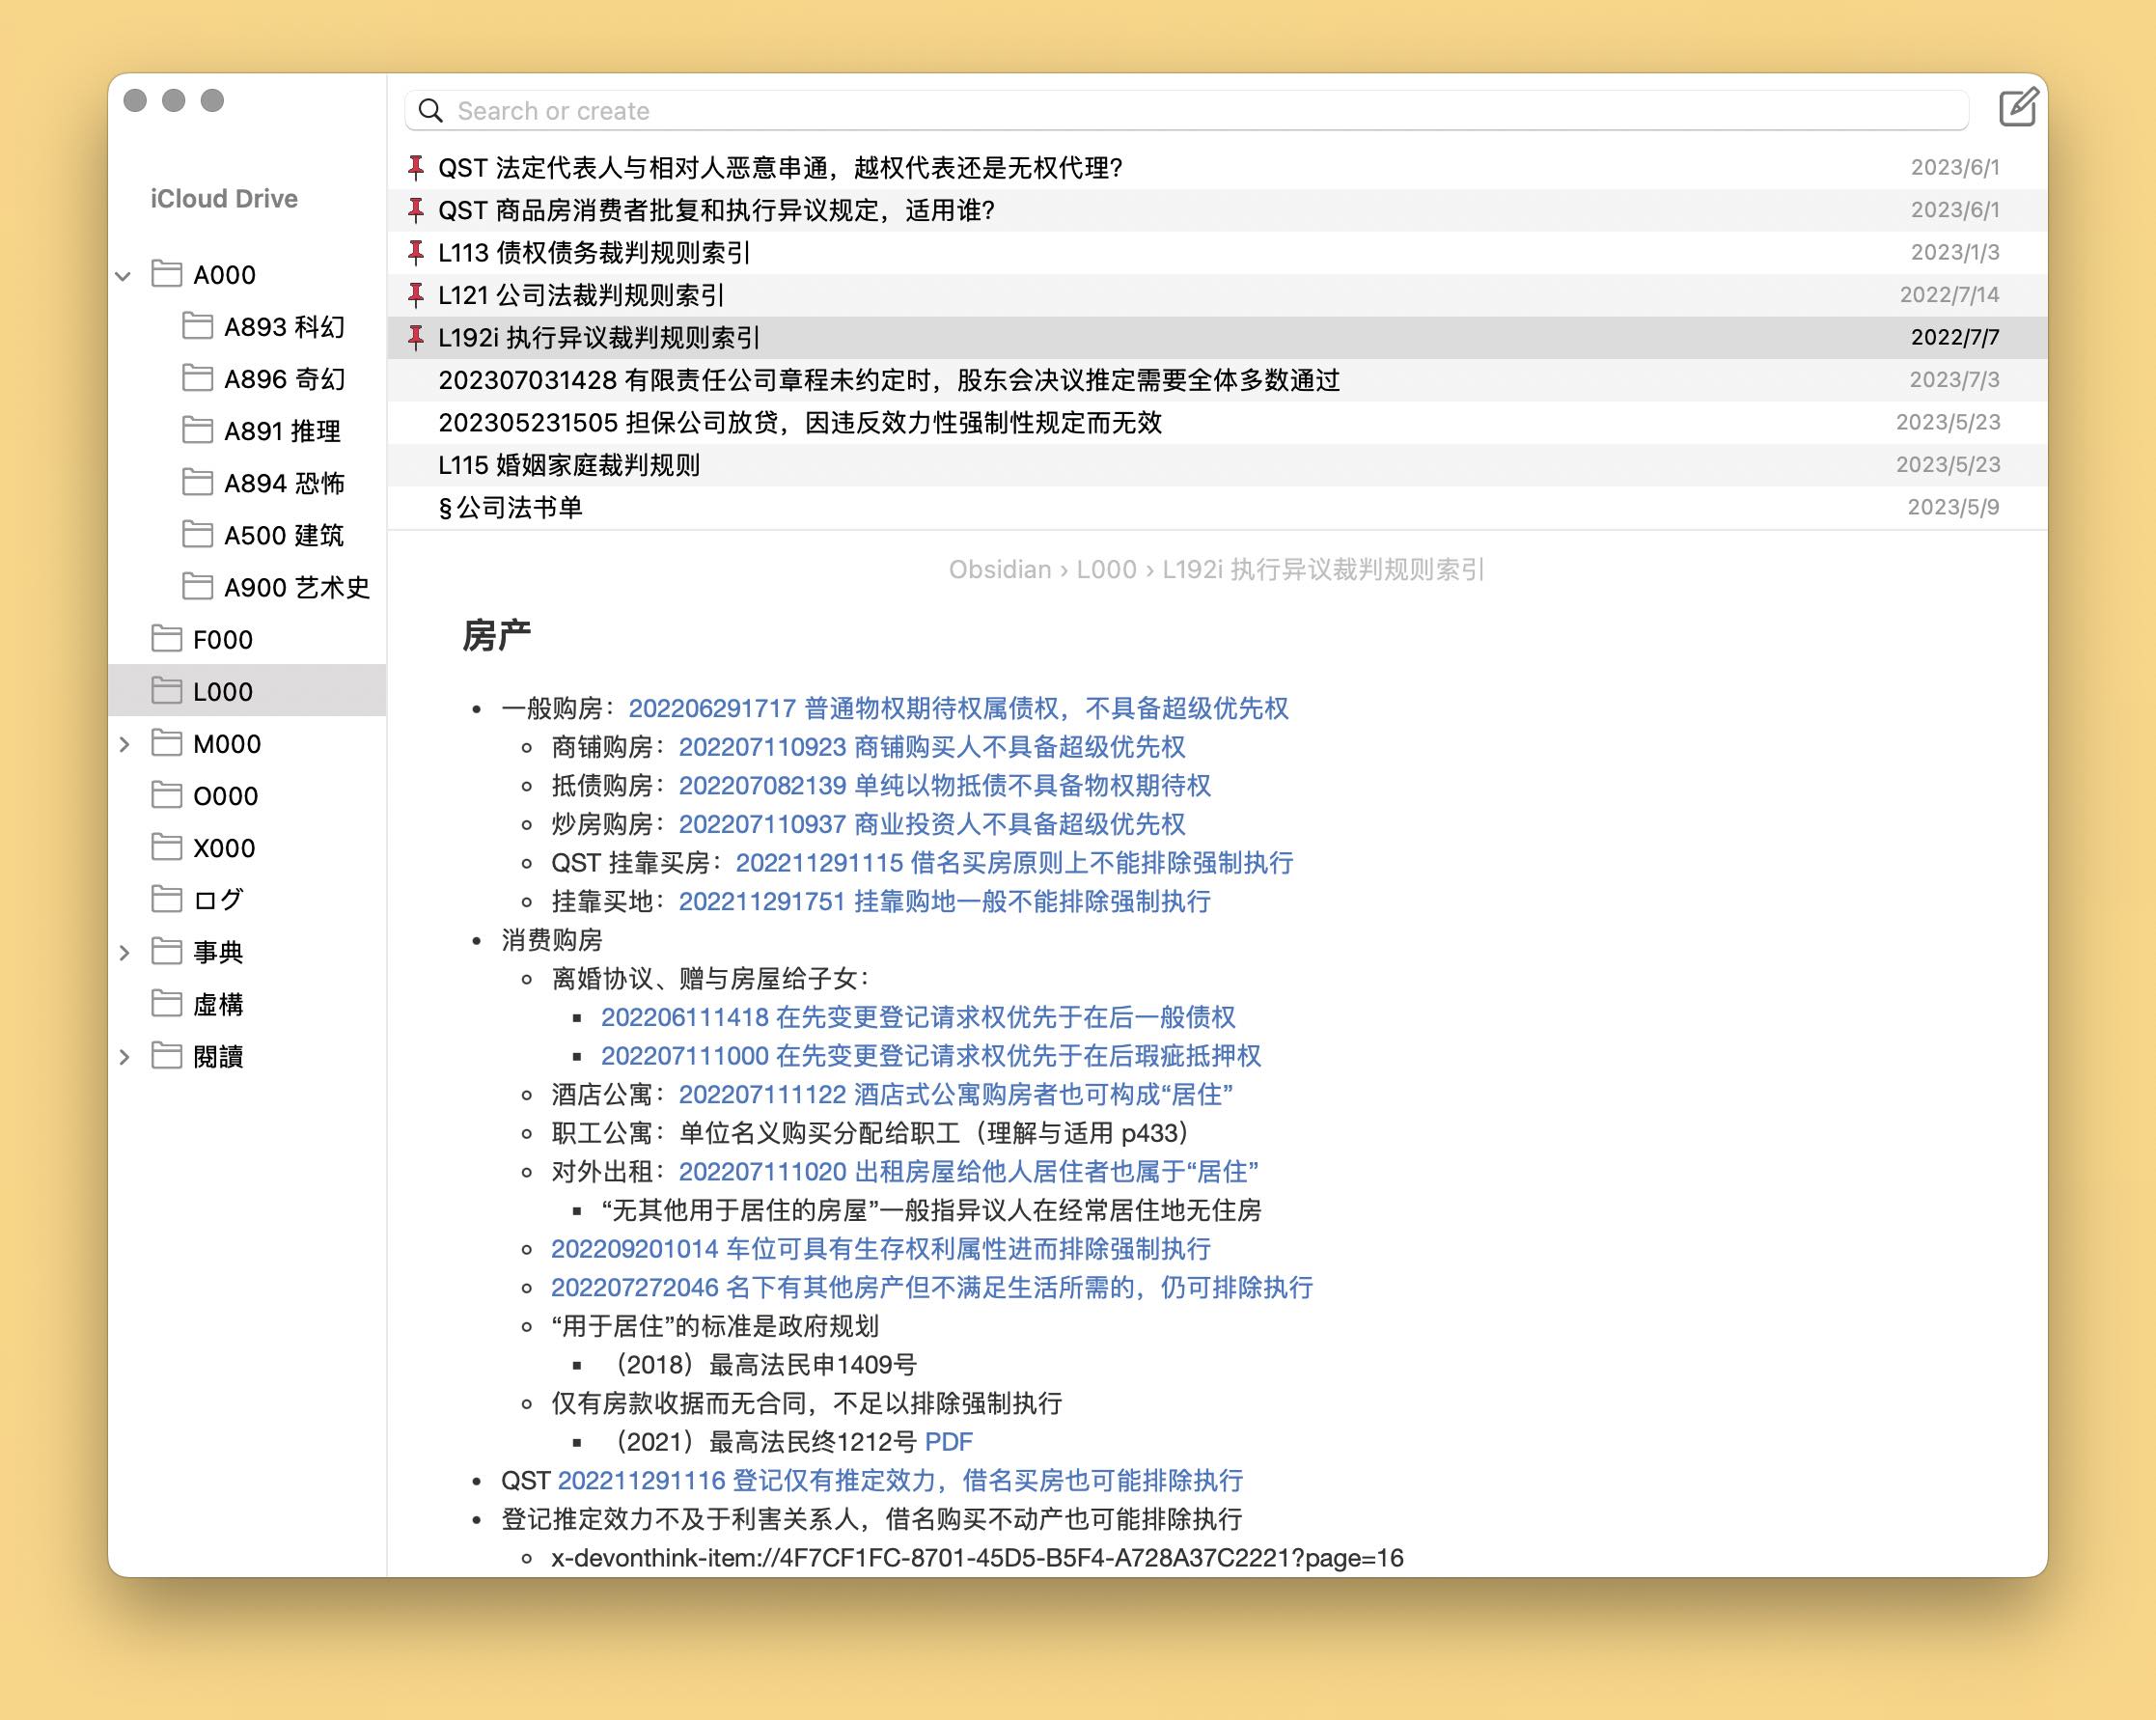 iCloud Drive
A000
A893 科幻
A896 奇幻
A891 推理
A894 恐怖
A500 建筑
A900 艺术史
F000
L000
M000
O000
X000
ログ
事典
虛構
閱讀
Search or create
QST 法定代表人与相对人恶意串通，越权代表还是无权代理？ 2023/6/1
QST 商品房消费者批复和执行异议规定，适用谁？ 2023/6/1
L113 债权债务裁判规则索引 2023/1/3
L121 公司法裁判规则索引 2022/7/14
L192i 执行异议裁判规则索引 2022/7/7
202307031428 有限责任公司章程未约定时，股东会决议推定需要全体多数通过 2023/7/3
202305231505 担保公司放贷，因违反效力性强制性规定而无效 2023/5/23
L115 婚姻家庭裁判规则 2023/5/23
§ 公司法书单 2023/5/9
Obsidian › L000 › L192i 执行异议裁判规则索引
房产
• 一般购房：202206291717 普通物权期待权属债权，不具备超级优先权
◦ 商铺购房：202207110923 商铺购买人不具备超级优先权
◦ 抵债购房：202207082139 单纯以物抵债不具备物权期待权
◦ 炒房购房：202207110937 商业投资人不具备超级优先权
◦ QST 挂靠买房：202211291115 借名买房原则上不能排除强制执行
◦ 挂靠买地：202211291751 挂靠购地一般不能排除强制执行
• 消费购房
◦ 离婚协议、赠与房屋给子女：
▪ 202206111418 在先变更登记请求权优先于在后一般债权
▪ 202207111000 在先变更登记请求权优先于在后瑕疵抵押权
◦ 酒店公寓：202207111122 酒店式公寓购房者也可构成“居住”
◦ 职工公寓：单位名义购买分配给职工（理解与适用 p433）
◦ 对外出租：202207111020 出租房屋给他人居住者也属于“居住”
▪ “无其他用于居住的房屋”一般指异议人在经常居住地无住房
◦ 202209201014 车位可具有生存权利属性进而排除强制执行
◦ 202207272046 名下有其他房产但不满足生活所需的，仍可排除执行
◦ “用于居住”的标准是政府规划
▪ （2018）最高法民申1409号
◦ 仅有房款收据而无合同，不足以排除强制执行
▪ （2021）最高法民终1212号 PDF
• QST 202211291116 登记仅有推定效力，借名买房也可能排除执行
• 登记推定效力不及于利害关系人，借名购买不动产也可能排除执行
◦ x-devonthink-item://4F7CF1FC-8701-45D5-B5F4-A728A37C2221?page=16